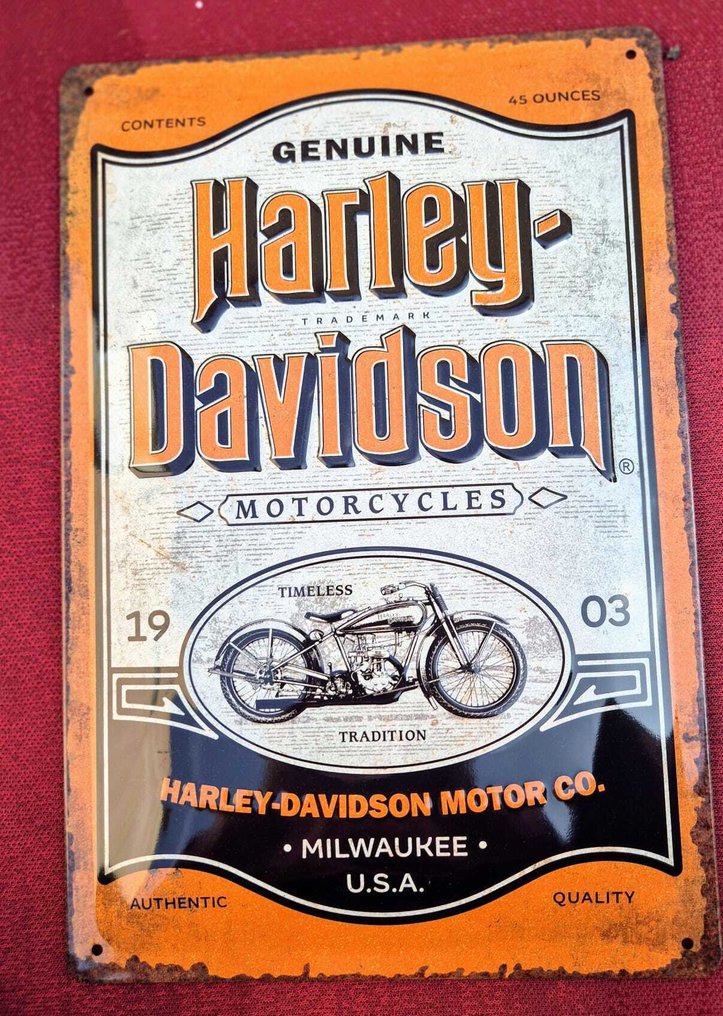 CONTENTS
45 OUNCES
GENUINE
Harley-
TRADEMARK
Davidson
®
MOTORCYCLES
TIMELESS
19
03
TRADITION
HARLEY-DAVIDSON MOTOR CO.
• MILWAUKEE •
U.S.A.
AUTHENTIC
QUALITY